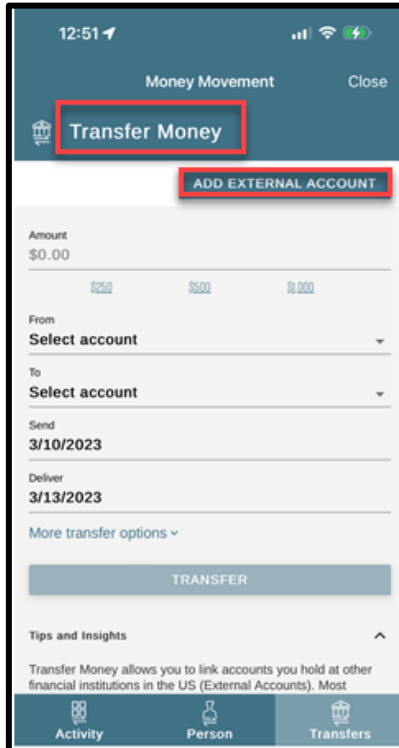 12:51
Money Movement Close
Transfer Money
ADD EXTERNAL ACCOUNT
Amount
$0.00
$250 $500 $1,000
From
Select account
To
Select account
Send
3/10/2023
Deliver
3/13/2023
More transfer options
TRANSFER
Tips and Insights
Transfer Money allows you to link accounts you hold at other
financial institutions in the US (External Accounts). Most
Activity Person Transfers